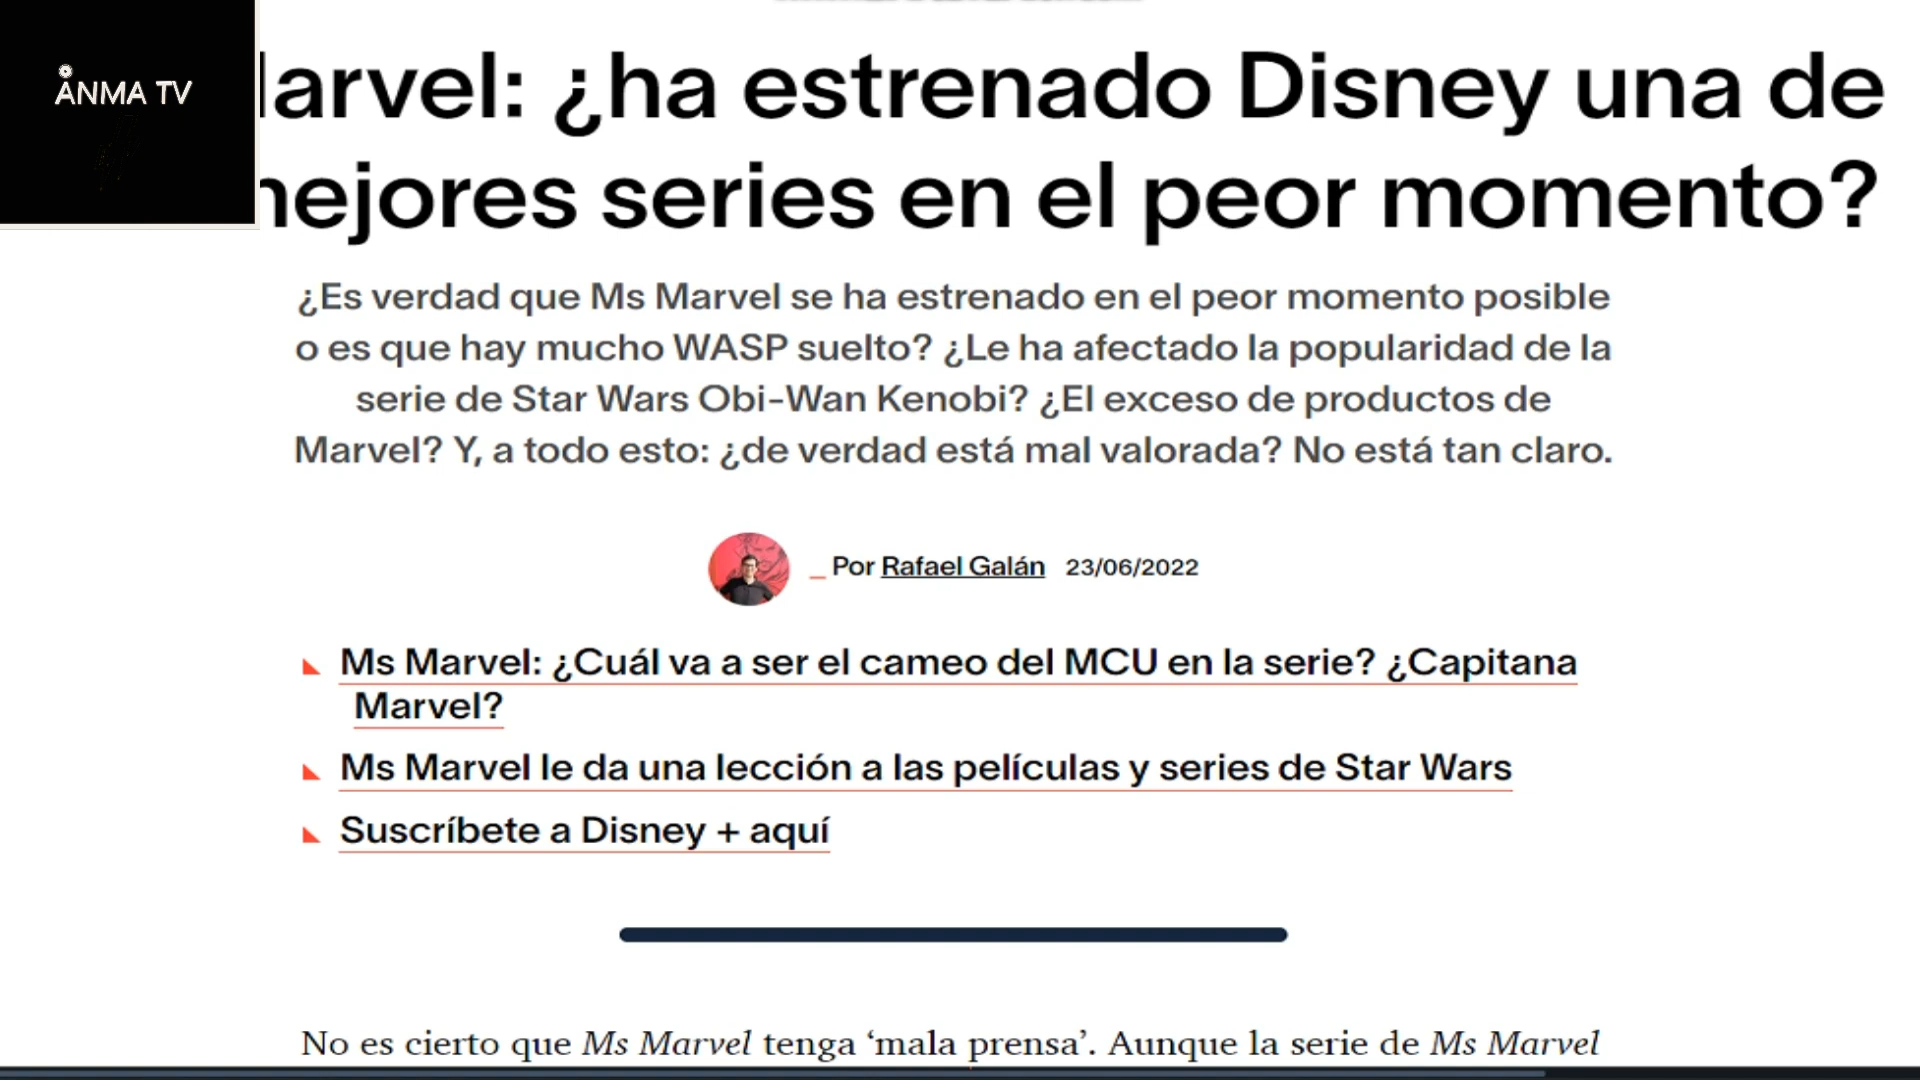 ANMA TV
arvel: ¿ha estrenado Disney una de
ejores series en el peor momento?
¿Es verdad que Ms Marvel se ha estrenado en el peor momento posible
o es que hay mucho WASP suelto? ¿Le ha afectado la popularidad de la
serie de Star Wars Obi-Wan Kenobi? ¿El exceso de productos de
Marvel? Y, a todo esto: ¿de verdad está mal valorada? No está tan claro.
_ Por Rafael Galán 23/06/2022
Ms Marvel: ¿Cuál va a ser el cameo del MCU en la serie? ¿Capitana
Marvel?
Ms Marvel le da una lección a las películas y series de Star Wars
Suscríbete a Disney + aquí
No es cierto que Ms Marvel tenga ‘mala prensa’. Aunque la serie de Ms Marvel